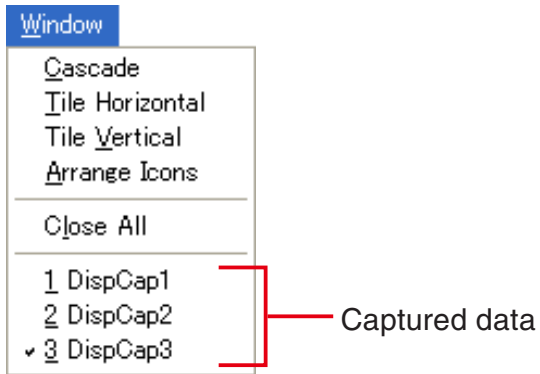 Window
Cascade
Tile Horizontal
Tile Vertical
Arrange Icons
Close All
1 DispCap1
2 DispCap2
✓ 3 DispCap3
Captured data